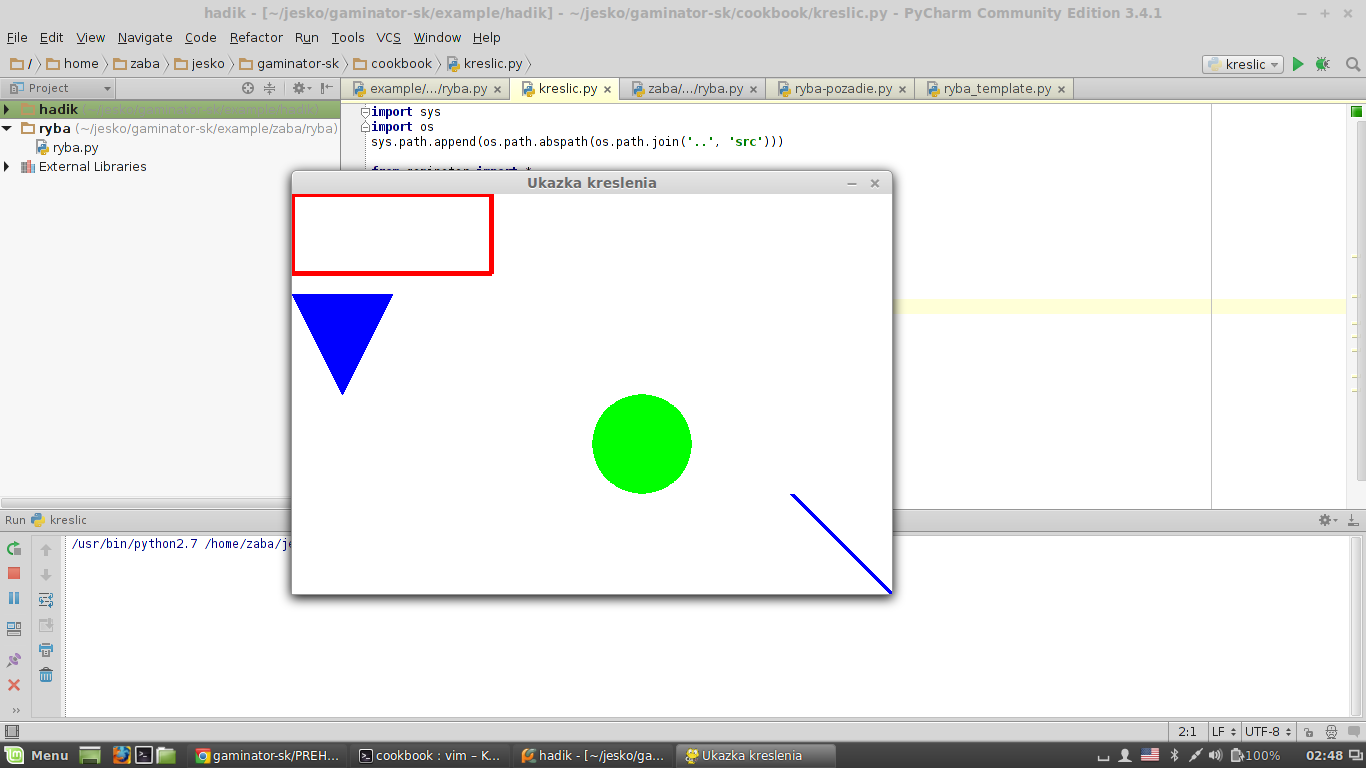 hadik - [~/jesko/gaminator-sk/example/hadik] - ~/jesko/gaminator-sk/cookbook/kreslic.py - PyCharm Community Edition 3.4.1
File Edit View Navigate Code Refactor Run Tools VCS Window Help
/ home zaba jesko gaminator-sk cookbook kreslic.py kreslic
Project example/.../ryba.py kreslic.py zaba/.../ryba.py ryba-pozadie.py ryba_template.py
hadik (~/jesko/gaminator-sk/example/hadik)
ryba (~/jesko/gaminator-sk/example/zaba/ryba)
ryba.py
External Libraries
import sys
import os
sys.path.append(os.path.abspath(os.path.join('..', 'src')))
from gaminator import *
Ukazka kreslenia
Run kreslic
/usr/bin/python2.7 /home/zaba/je
2:1 LF UTF-8
Menu gaminator-sk/PREH... cookbook : vim – K... hadik - [~/jesko/ga... Ukazka kreslenia 100% 02:48